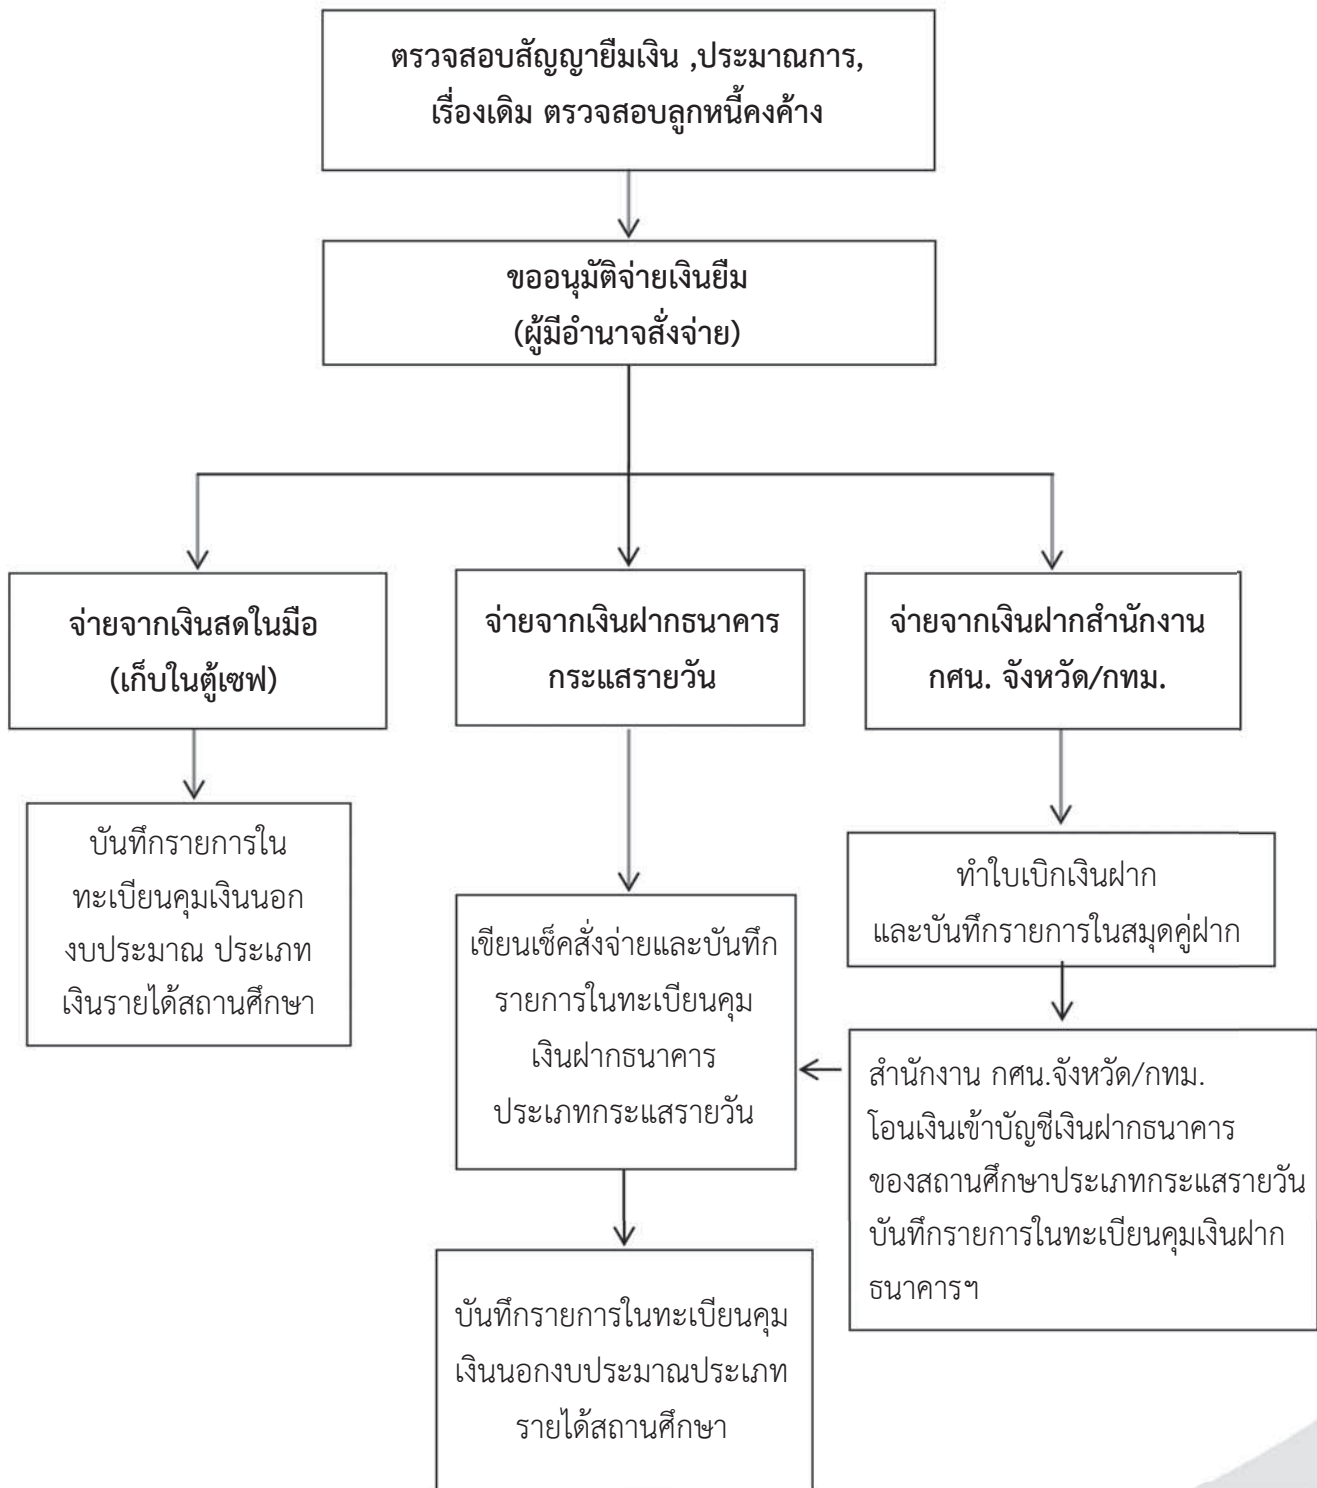 ตรวจสอบสัญญายืมเงิน ,ประมาณการ,
เรื่องเดิม ตรวจสอบลูกหนี้คงค้าง
ขออนุมัติจ่ายเงินยืม
(ผู้มีอำนาจสั่งจ่าย)
จ่ายจากเงินสดในมือ
(เก็บในตู้เซฟ)
จ่ายจากเงินฝากธนาคาร
กระแสรายวัน
จ่ายจากเงินฝากสำนักงาน
กศน. จังหวัด/กทม.
บันทึกรายการใน
ทะเบียนคุมเงินนอก
งบประมาณ ประเภท
เงินรายได้สถานศึกษา
เขียนเช็คสั่งจ่ายและบันทึก
รายการในทะเบียนคุม
เงินฝากธนาคาร
ประเภทกระแสรายวัน
ทำใบเบิกเงินฝาก
และบันทึกรายการในสมุดคู่ฝาก
สำนักงาน กศน.จังหวัด/กทม.
โอนเงินเข้าบัญชีเงินฝากธนาคาร
ของสถานศึกษาประเภทกระแสรายวัน
บันทึกรายการในทะเบียนคุมเงินฝาก
ธนาคารฯ
บันทึกรายการในทะเบียนคุม
เงินนอกงบประมาณประเภท
รายได้สถานศึกษา